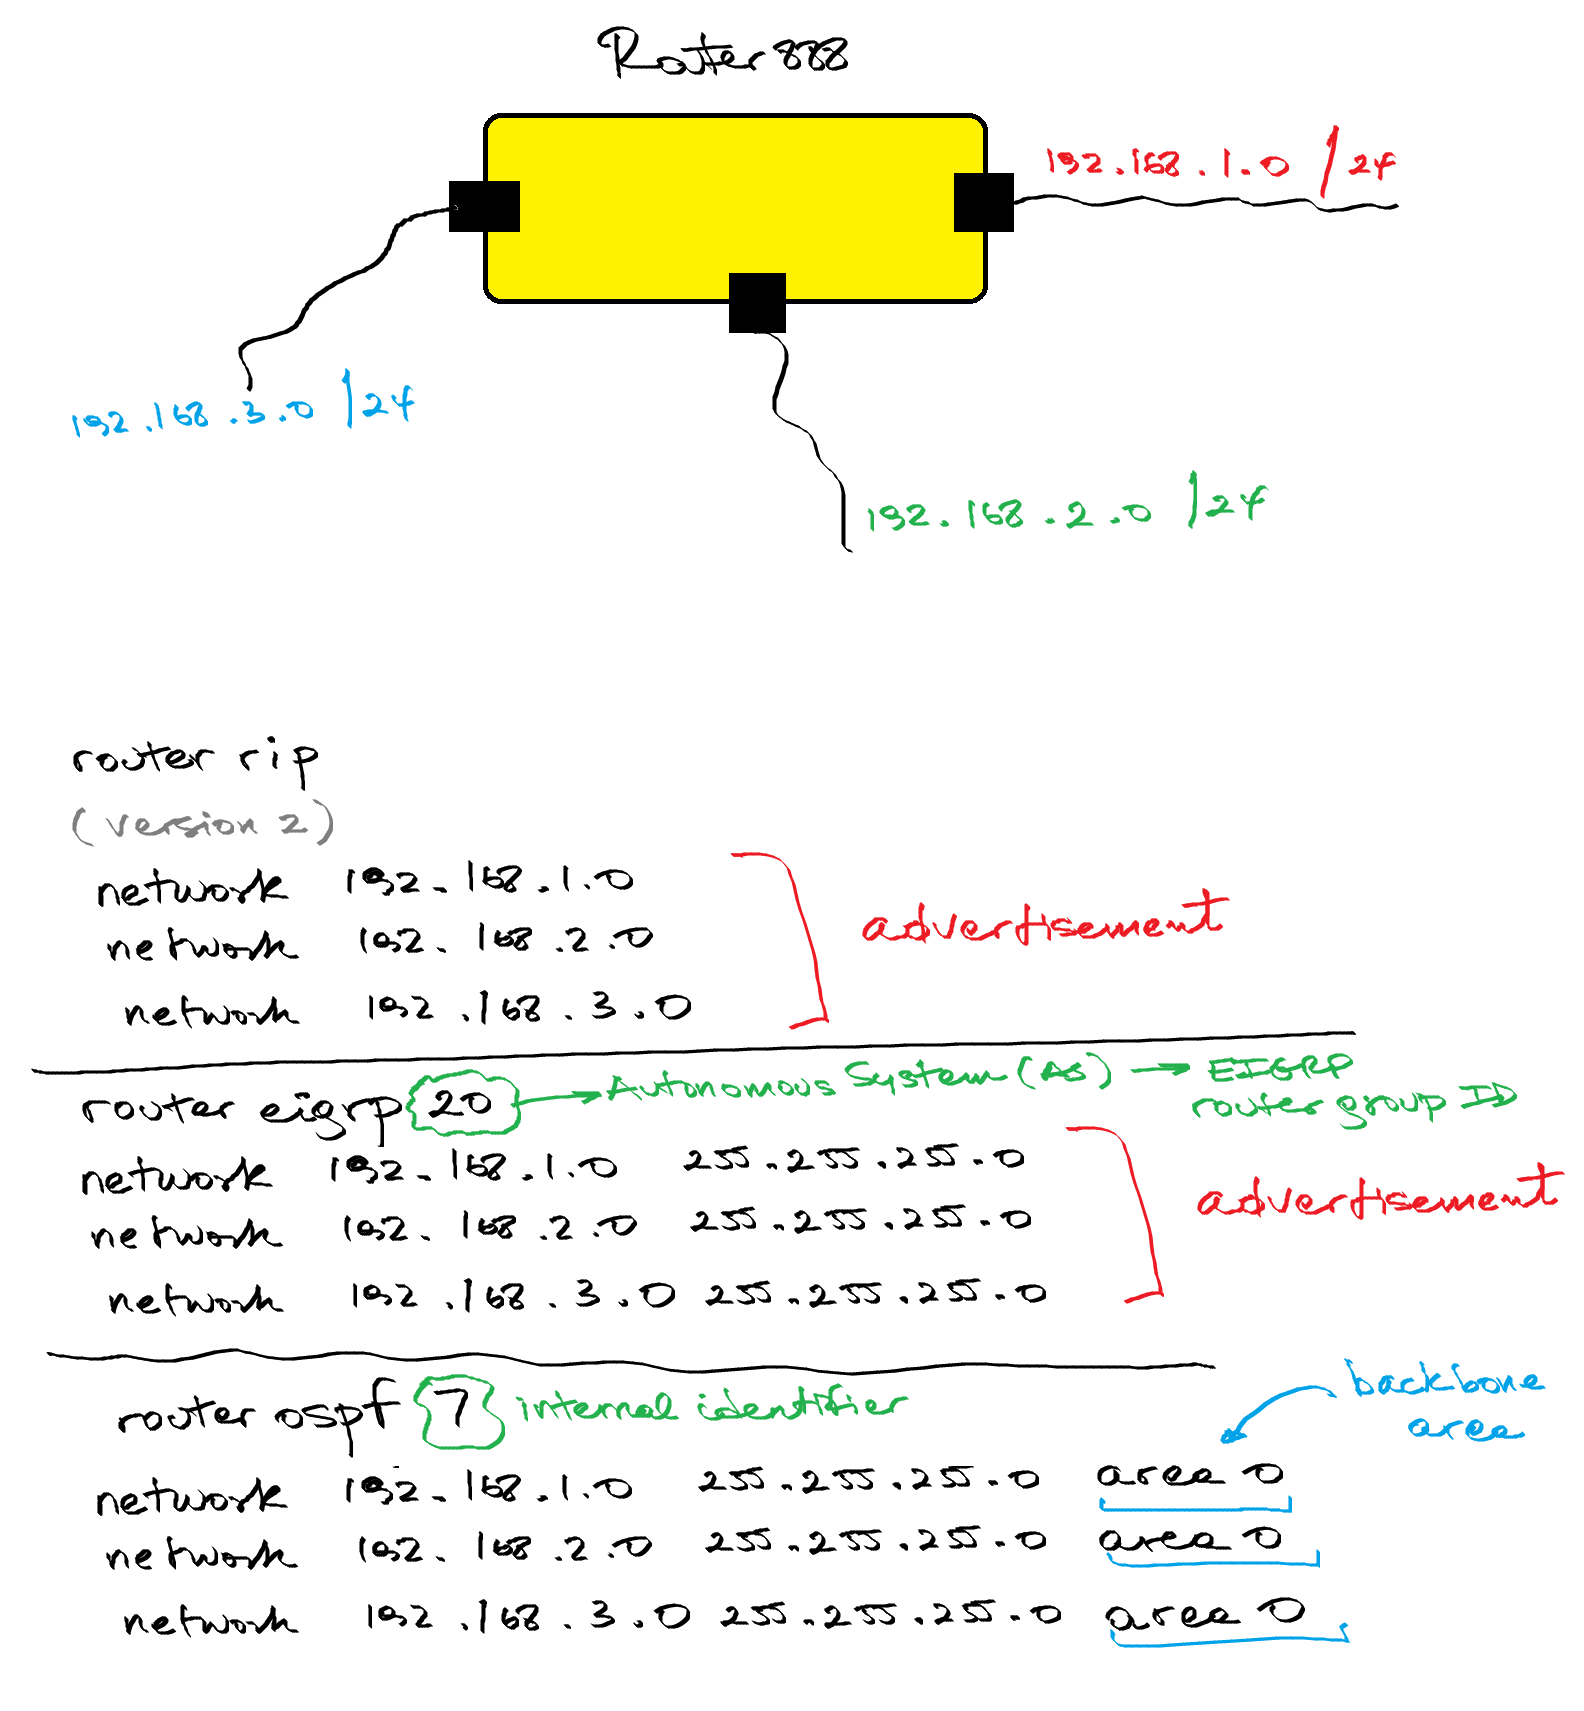 Router888
192.168.1.0 /24
192.168.3.0 /24
192.168.2.0 /24
router rip
(version 2)
network 192.168.1.0
network 192.168.2.0
network 192.168.3.0
advertisement
router eigrp 20 → Autonomous System (AS) → EIGRP
router group ID
network 192.168.1.0 255.255.255.0
network 192.168.2.0 255.255.255.0
network 192.168.3.0 255.255.255.0
advertisement
router ospf 7 internal identifier
backbone
area
network 192.168.1.0 255.255.255.0 area 0
network 192.168.2.0 255.255.255.0 area 0
network 192.168.3.0 255.255.255.0 area 0